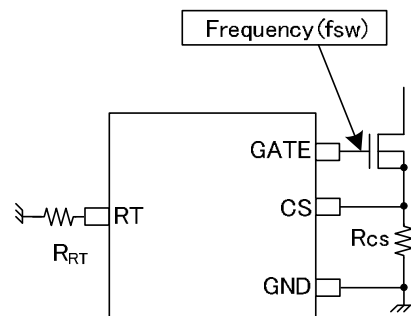 Frequency(fsw)
GATE
RT
CS
RRT
Rcs
GND